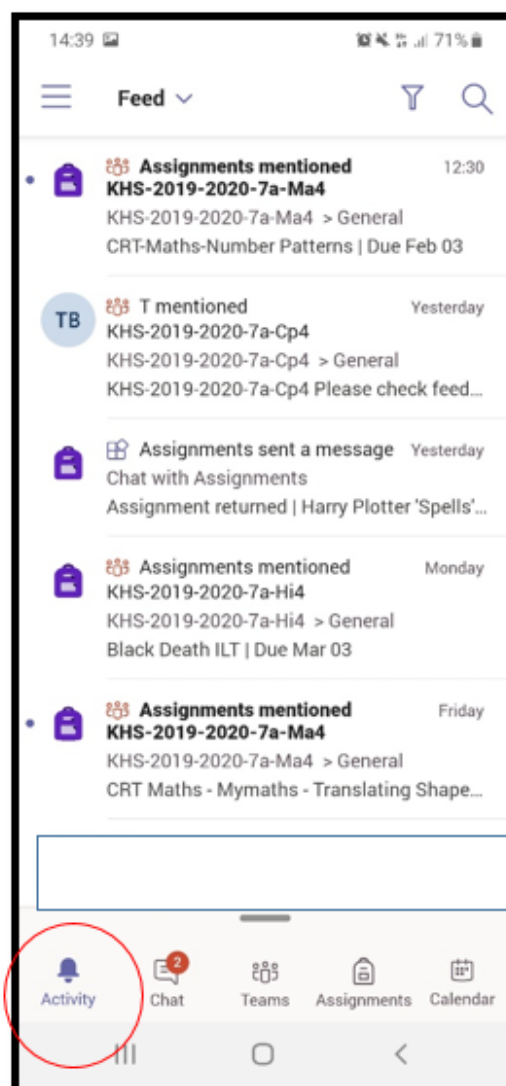 14:39 71%
Feed
Assignments mentioned 12:30
KHS-2019-2020-7a-Ma4
KHS-2019-2020-7a-Ma4 > General
CRT-Maths-Number Patterns | Due Feb 03
TB
T mentioned Yesterday
KHS-2019-2020-7a-Cp4
KHS-2019-2020-7a-Cp4 > General
KHS-2019-2020-7a-Cp4 Please check feed...
Assignments sent a message Yesterday
Chat with Assignments
Assignment returned | Harry Plotter 'Spells'...
Assignments mentioned Monday
KHS-2019-2020-7a-Hi4
KHS-2019-2020-7a-Hi4 > General
Black Death ILT | Due Mar 03
Assignments mentioned Friday
KHS-2019-2020-7a-Ma4
KHS-2019-2020-7a-Ma4 > General
CRT Maths - Mymaths - Translating Shape...
2
Activity Chat Teams Assignments Calendar